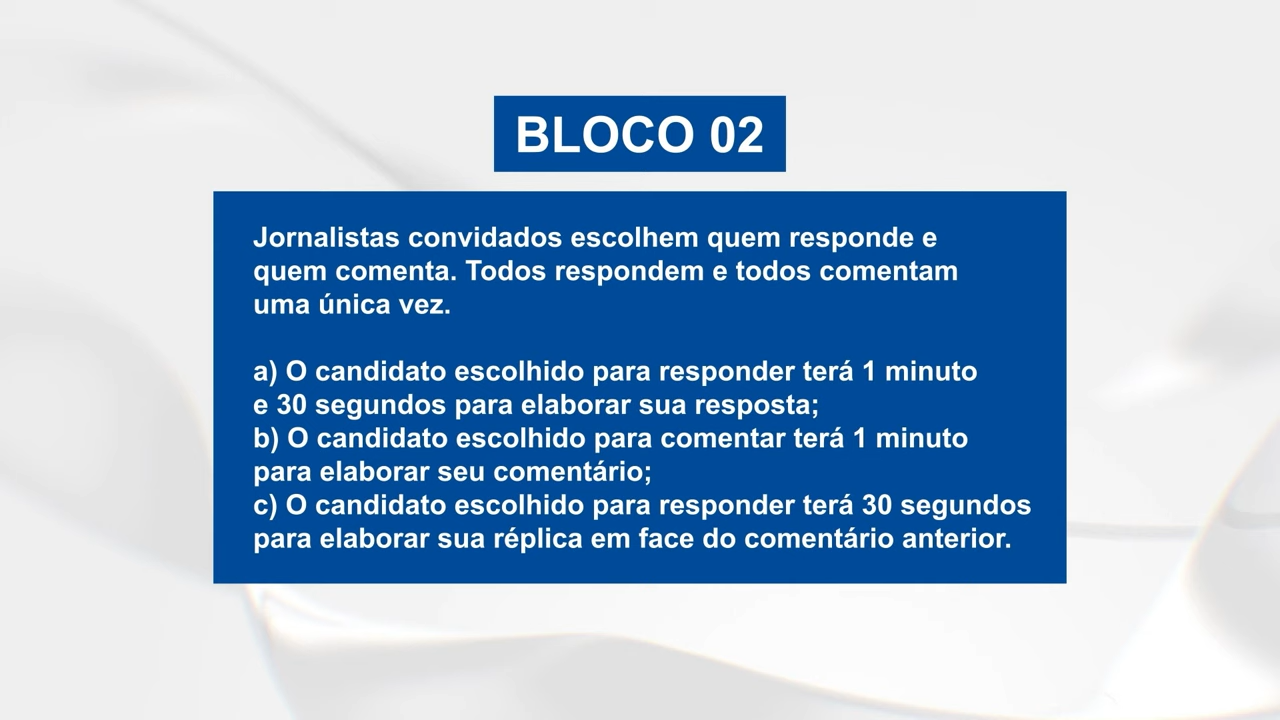 BLOCO 02
Jornalistas convidados escolhem quem responde e
quem comenta. Todos respondem e todos comentam
uma única vez.
a) O candidato escolhido para responder terá 1 minuto
e 30 segundos para elaborar sua resposta;
b) O candidato escolhido para comentar terá 1 minuto
para elaborar seu comentário;
c) O candidato escolhido para responder terá 30 segundos
para elaborar sua réplica em face do comentário anterior.